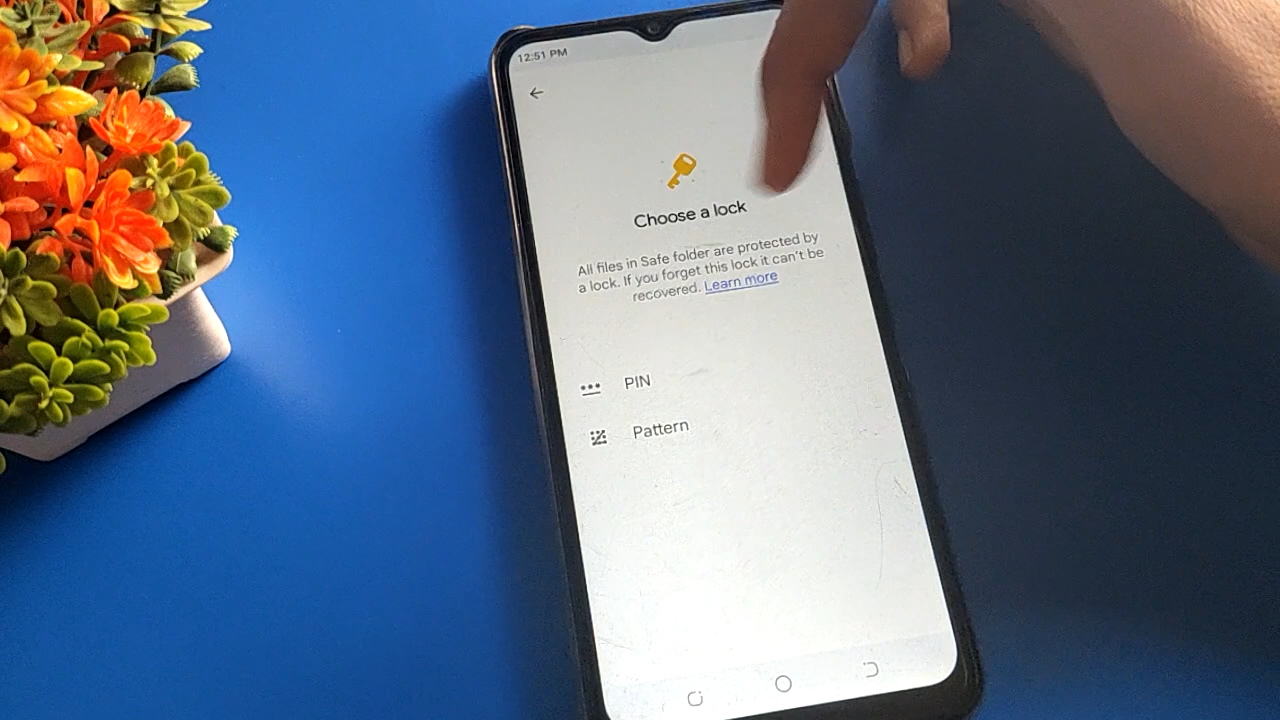 12:51 PM
Choose a lock
All files in Safe folder are protected by
a lock. If you forget this lock it can't be
recovered. Learn more
PIN
Pattern